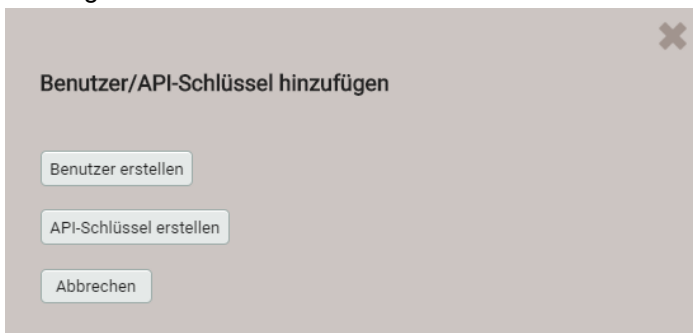 Benutzer/API-Schlüssel hinzufügen
Benutzer erstellen
API-Schlüssel erstellen
Abbrechen